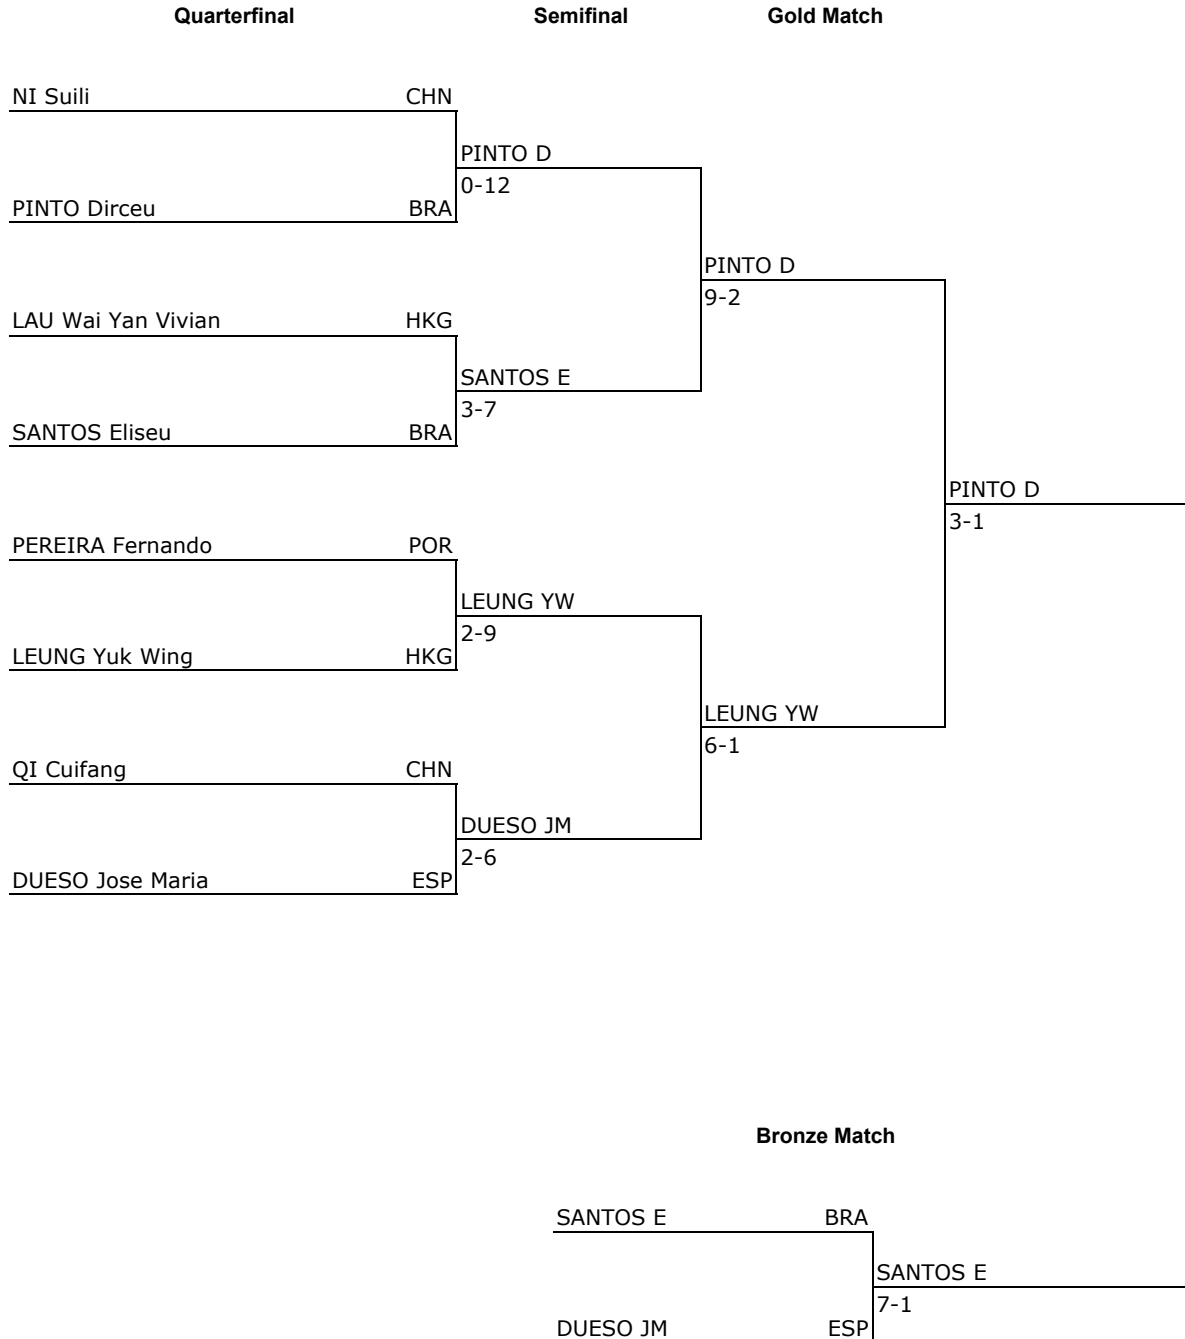 Quarterfinal Semifinal Gold Match
NI Suili CHN
PINTO D
0-12
PINTO Dirceu BRA
PINTO D
9-2
LAU Wai Yan Vivian HKG
SANTOS E
3-7
SANTOS Eliseu BRA
PINTO D
3-1
PEREIRA Fernando POR
LEUNG YW
2-9
LEUNG Yuk Wing HKG
LEUNG YW
6-1
QI Cuifang CHN
DUESO JM
2-6
DUESO Jose Maria ESP
Bronze Match
SANTOS E BRA
SANTOS E
7-1
DUESO JM ESP